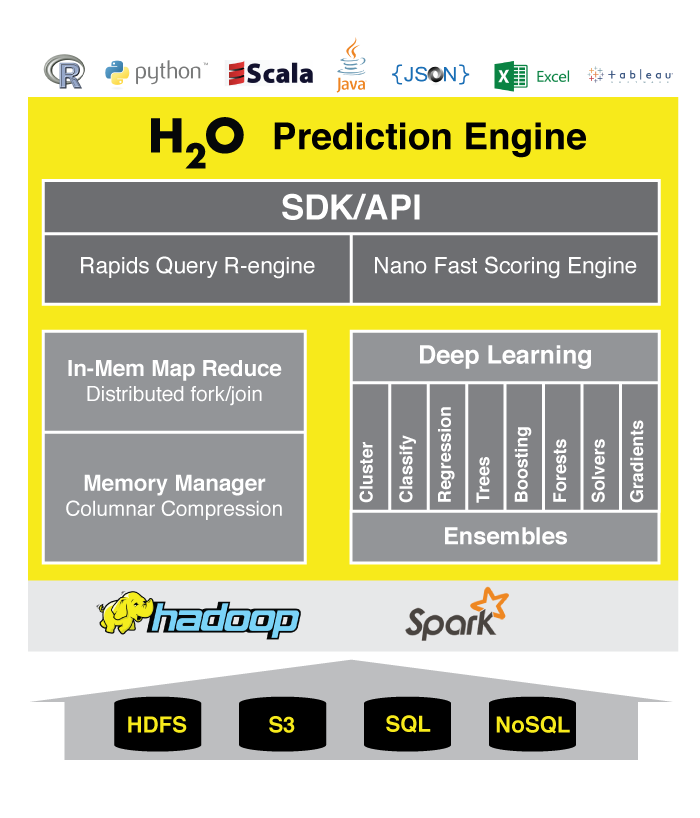 R python™ Scala Java {JSON} Excel +ableau
H2O Prediction Engine
SDK/API
Rapids Query R-engine
Nano Fast Scoring Engine
In-Mem Map Reduce
Distributed fork/join
Memory Manager
Columnar Compression
Deep Learning
Cluster
Classify
Regression
Trees
Boosting
Forests
Solvers
Gradients
Ensembles
hadoop
Spark
HDFS
S3
SQL
NoSQL